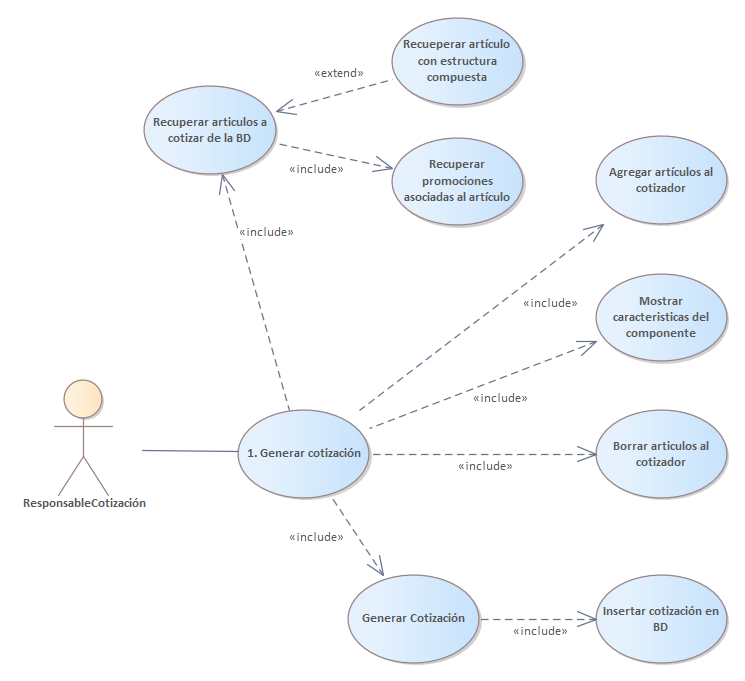 Recueperar artículo
con estructura
compuesta
«extend»
Recuperar articulos a
cotizar de la BD
«include»
Recuperar
promociones
asociadas al artículo
Agregar artículos al
cotizador
«include»
«include»
Mostrar
caracteristicas del
componente
«include»
1. Generar cotización
Borrar articulos al
cotizador
«include»
ResponsableCotización
«include»
Generar Cotización
Insertar cotización en
BD
«include»